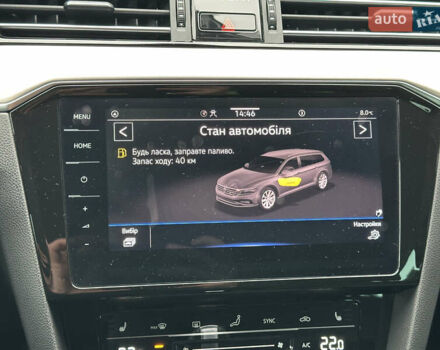 auto
RIA
MENU
14:46
8.0
Стан автомобіля
HOME
Будь ласка, заправте паливо.
Запас ходу: 40 км
Вибір
Настройки
MAX
SYNC
A/C
22.0